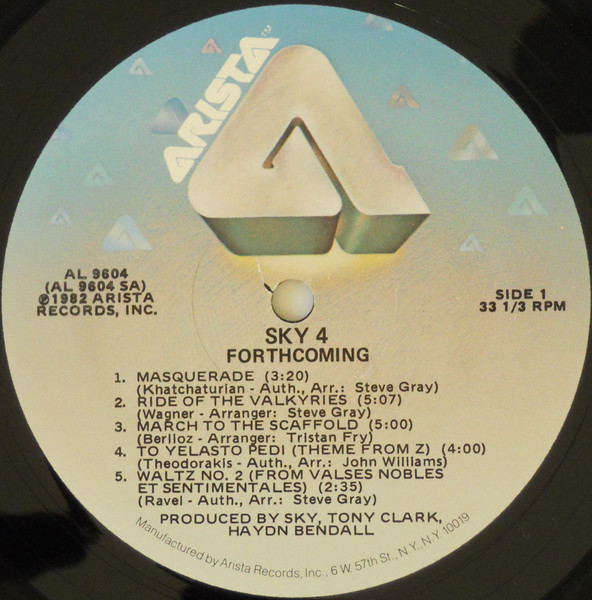 ARISTA™
AL 9604
(AL 9604 SA)
℗1982 ARISTA
RECORDS, INC.
SIDE 1
33 1/3 RPM
SKY 4
FORTHCOMING
1. MASQUERADE (3:20)
(Khatchaturian - Auth., Arr.: Steve Gray)
2. RIDE OF THE VALKYRIES (5:07)
(Wagner - Arranger: Steve Gray)
3. MARCH TO THE SCAFFOLD (5:00)
(Berlioz - Arranger: Tristan Fry)
4. TO YELASTO PEDI (THEME FROM Z) (4:00)
(Theodorakis - Auth., Arr.: John Williams)
5. WALTZ NO. 2 (FROM VALSES NOBLES
ET SENTIMENTALES) (2:35)
(Ravel - Auth., Arr.: Steve Gray)
PRODUCED BY SKY, TONY CLARK,
HAYDN BENDALL
Manufactured by Arista Records, Inc., 6 W. 57th St., N.Y., N.Y. 10019